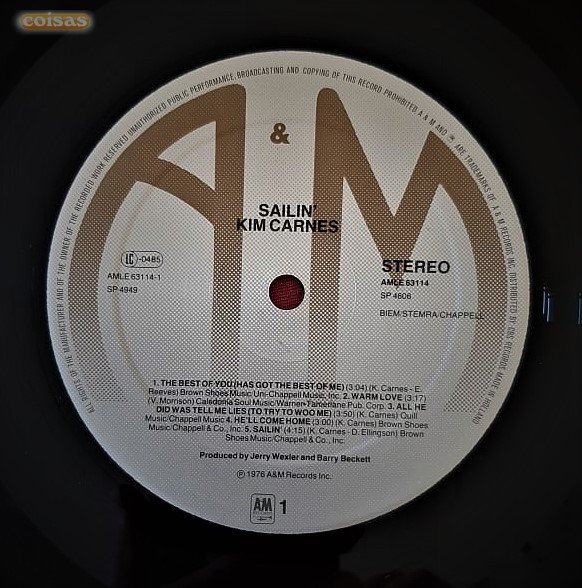 coisas
ALL RIGHTS OF THE MANUFACTURER AND OF THE OWNER OF THE RECORDED WORK RESERVED UNAUTHORIZED PUBLIC PERFORMANCE, BROADCASTING AND COPYING OF THIS RECORD PROHIBITED A & M AND ARE TRADEMARKS OF A & M RECORDS INC. DISTRIBUTED BY CBS RECORDS MADE IN HOLLAND
A & M
SAILIN'
KIM CARNES
LC-0485
AMLE 63114-1
SP 4949
STEREO
AMLE 63114
SP 4606
BIEM/STEMRA/CHAPPELL
1. THE BEST OF YOU (HAS GOT THE BEST OF ME) (3:04) (K. Carnes - E.
Reeves) Brown Shoes Music/Uni-Chappell Music, Inc. 2. WARM LOVE (3:17)
(V. Morrison) Caledonia Soul Music/Warner-Tamerlane Pub. Corp. 3. ALL HE
DID WAS TELL ME LIES (TO TRY TO WOO ME) (3:50) (K. Carnes) Quill
Music/Chappell & Co., Inc. 4. HE'LL COME HOME (3:00) (K. Carnes) Brown Shoes
Music/Chappell & Co., Inc. 5. SAILIN' (4:15) (K. Carnes - D. Ellingson) Brown
Shoes Music/Chappell & Co., Inc.
Produced by Jerry Wexler and Barry Beckett
℗ 1976 A&M Records Inc.
A&M
1